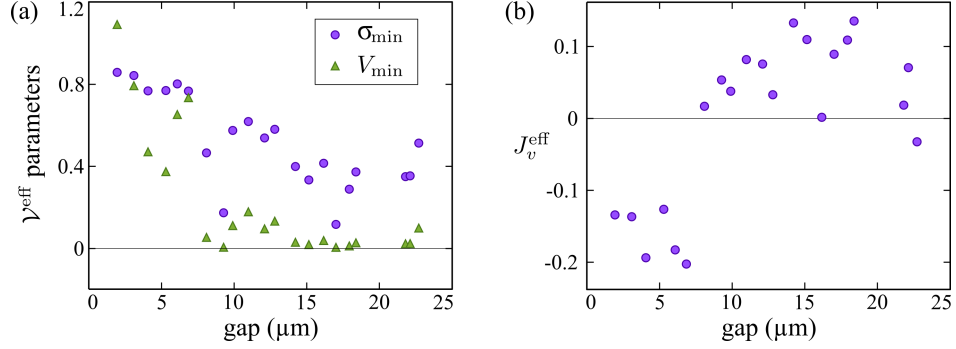 (a)
1.2
0.8
0.4
0
𝒱^eff parameters
σ_min
V_min
0 5 10 15 20 25
gap (µm)
(b)
0.1
0
-0.1
-0.2
J_v^eff
0 5 10 15 20 25
gap (µm)